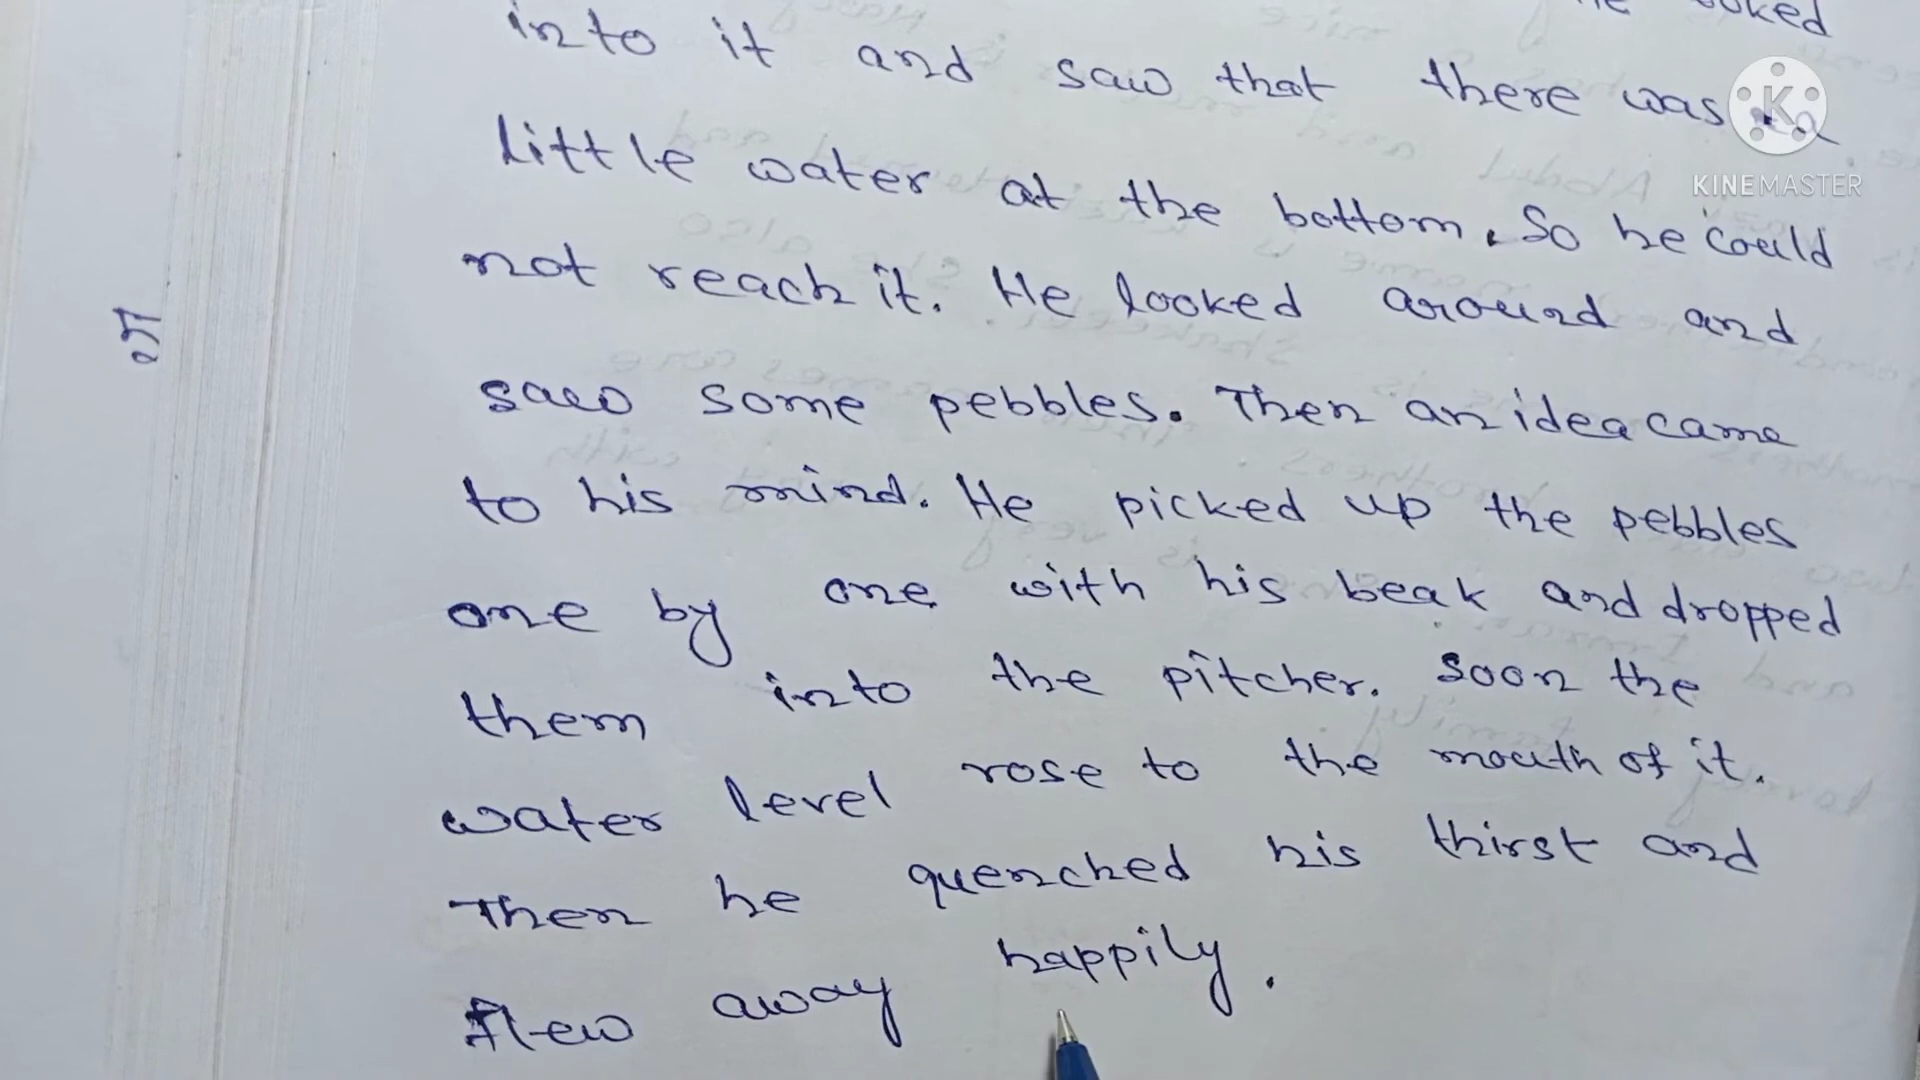 looked
into it and saw that there was a
little water at the bottom. So he could
not reach it. He looked around and
saw some pebbles. Then an idea came
to his mind. He picked up the pebbles
one by one with his beak and dropped
them into the pitcher. Soon the
water level rose to the mouth of it.
Then he quenched his thirst and
flew away happily.
KINEMASTER